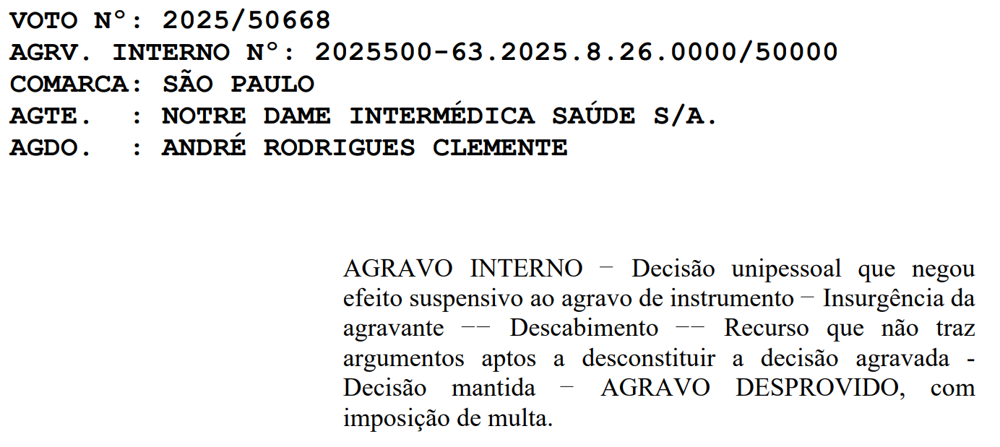 VOTO Nº: 2025/50668
AGRV. INTERNO Nº: 2025500-63.2025.8.26.0000/50000
COMARCA: SÃO PAULO
AGTE. : NOTRE DAME INTERMÉDICA SAÚDE S/A.
AGDO. : ANDRÉ RODRIGUES CLEMENTE
AGRAVO INTERNO – Decisão unipessoal que negou
efeito suspensivo ao agravo de instrumento – Insurgência da
agravante –– Descabimento –– Recurso que não traz
argumentos aptos a desconstituir a decisão agravada -
Decisão mantida – AGRAVO DESPROVIDO, com
imposição de multa.